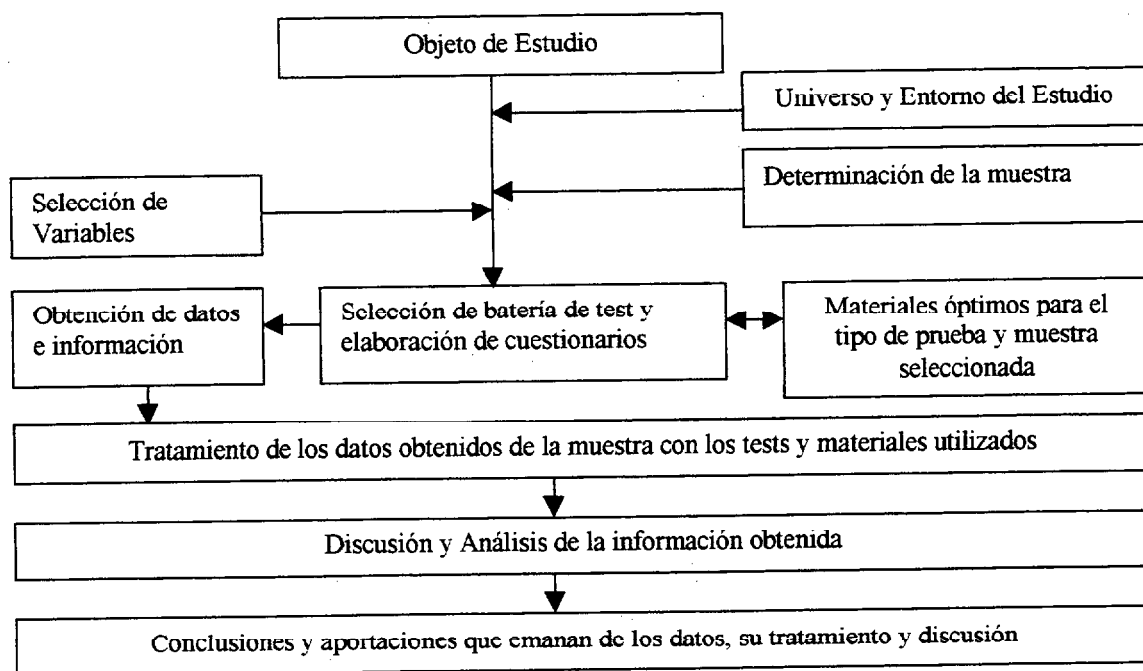 Objeto de Estudio
Universo y Entorno del Estudio
Determinación de la muestra
Selección de
Variables
Obtención de datos
e información
Selección de batería de test y
elaboración de cuestionarios
Materiales óptimos para el
tipo de prueba y muestra
seleccionada
Tratamiento de los datos obtenidos de la muestra con los tests y materiales utilizados
Discusión y Análisis de la información obtenida
Conclusiones y aportaciones que emanan de los datos, su tratamiento y discusión